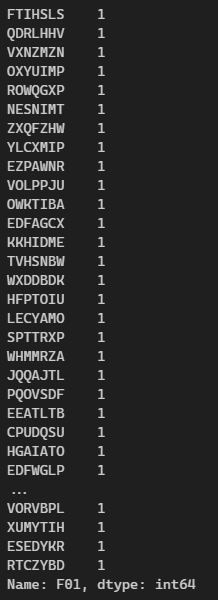 FTIHSLS    1
QDRLHHV    1
VXNZMZN    1
OXYUIMP    1
ROWQGXP    1
NESNIMT    1
ZXQFZHW    1
YLCXMIP    1
EZPAWNR    1
VOLPPJU    1
OWKTIBA    1
EDFAGCX    1
KKHIDME    1
TVHSNBW    1
WXDDBDK    1
HFPTOIU    1
LECYAMO    1
SPTTRXP    1
WHMMRZA    1
JQQAJTL    1
PQOVSDF    1
EEATLTB    1
CPUDQSU    1
HGAIATO    1
EDFWGLP    1
...
VORVBPL    1
XUMYTIH    1
ESEDYKR    1
RTCZYBD    1
Name: F01, dtype: int64